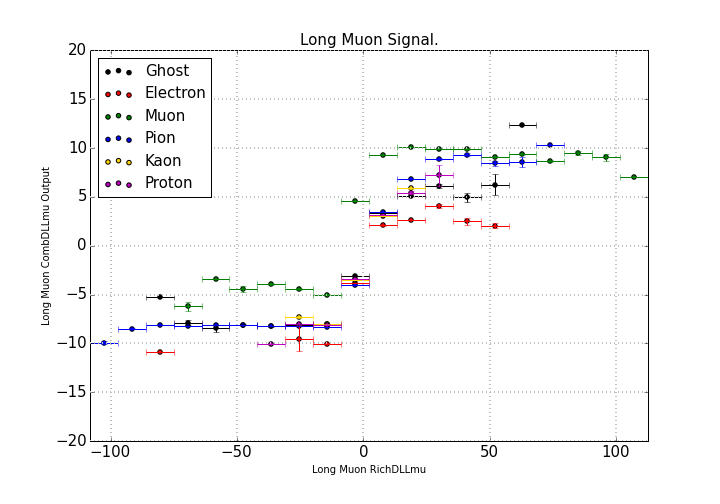 Long Muon Signal.
20
15
10
5
0
−5
−10
−15
−20
Long Muon CombDLLmu Output
Ghost
Electron
Muon
Pion
Kaon
Proton
−100
−50
0
50
100
Long Muon RichDLLmu